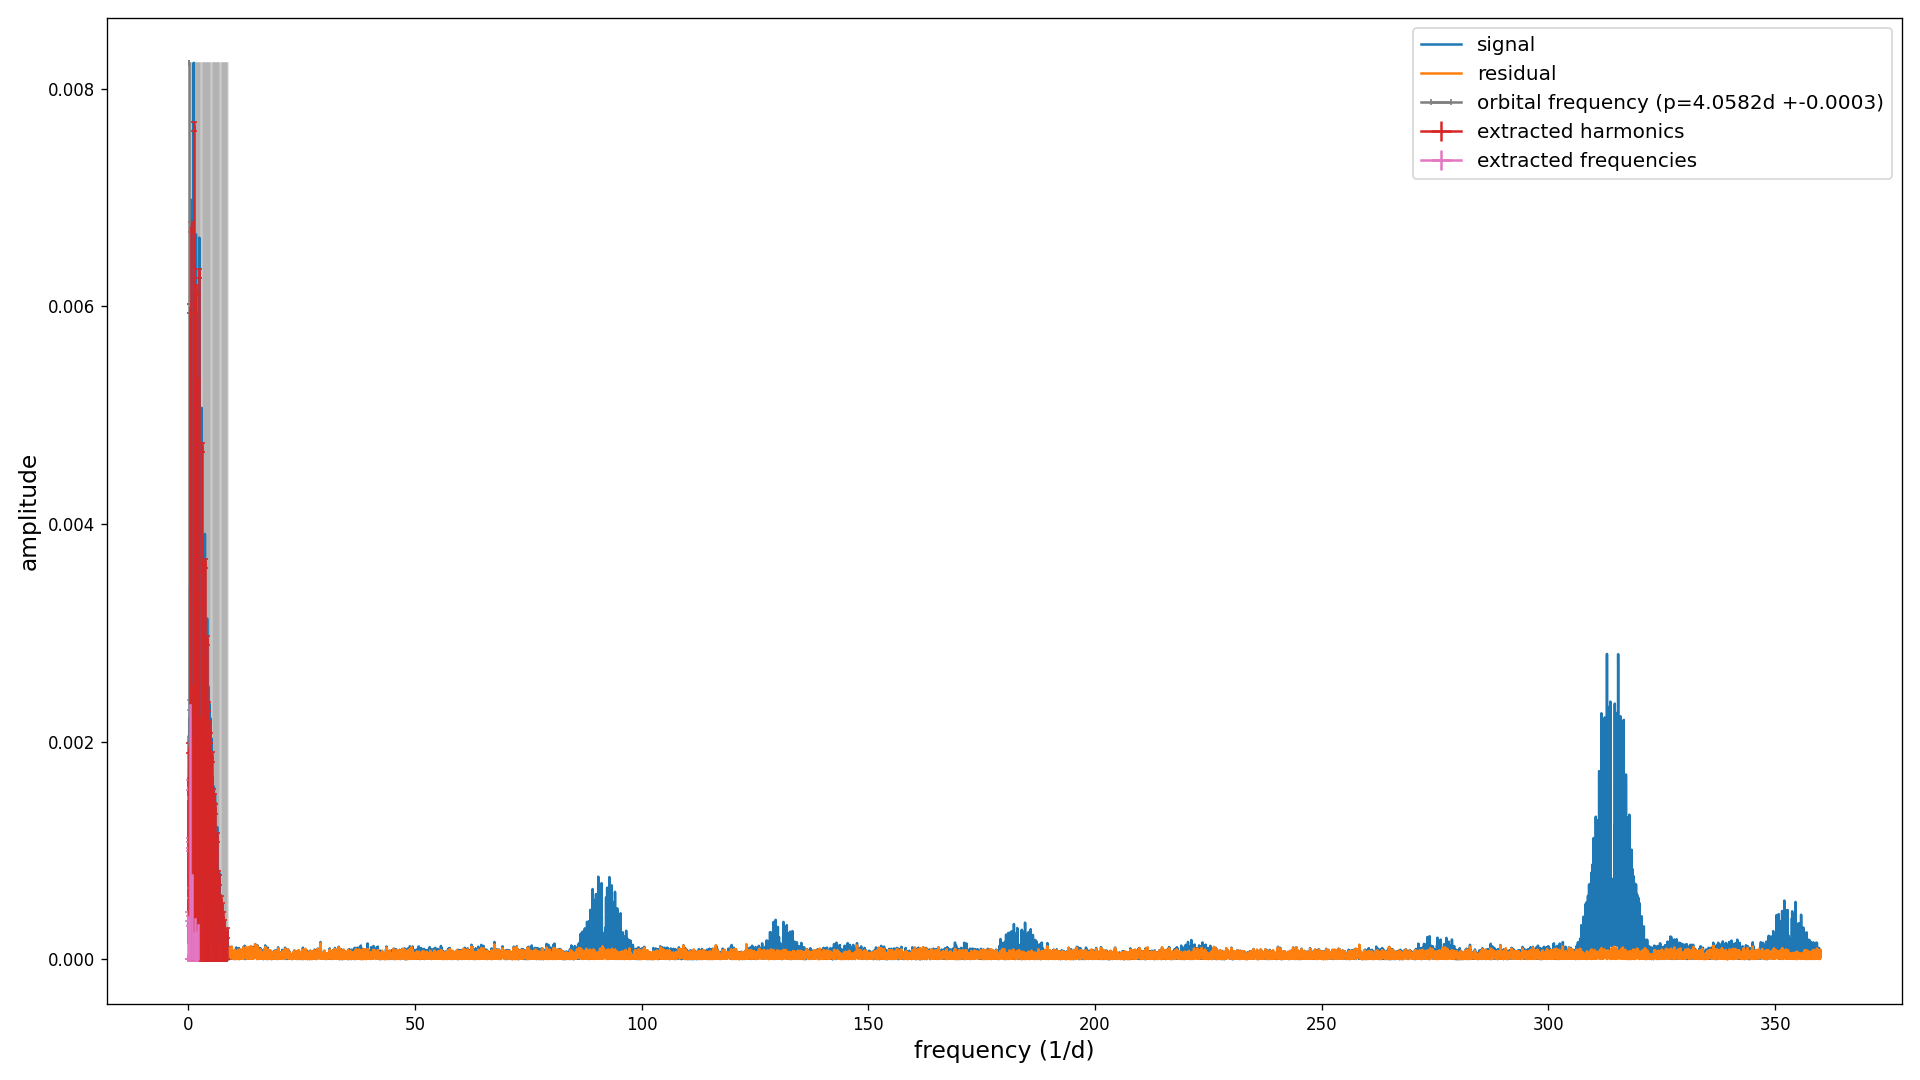 signal
residual
orbital frequency (p=4.0582d +-0.0003)
extracted harmonics
extracted frequencies
0.008
0.006
0.004
0.002
0.000
amplitude
0 50 100 150 200 250 300 350
frequency (1/d)